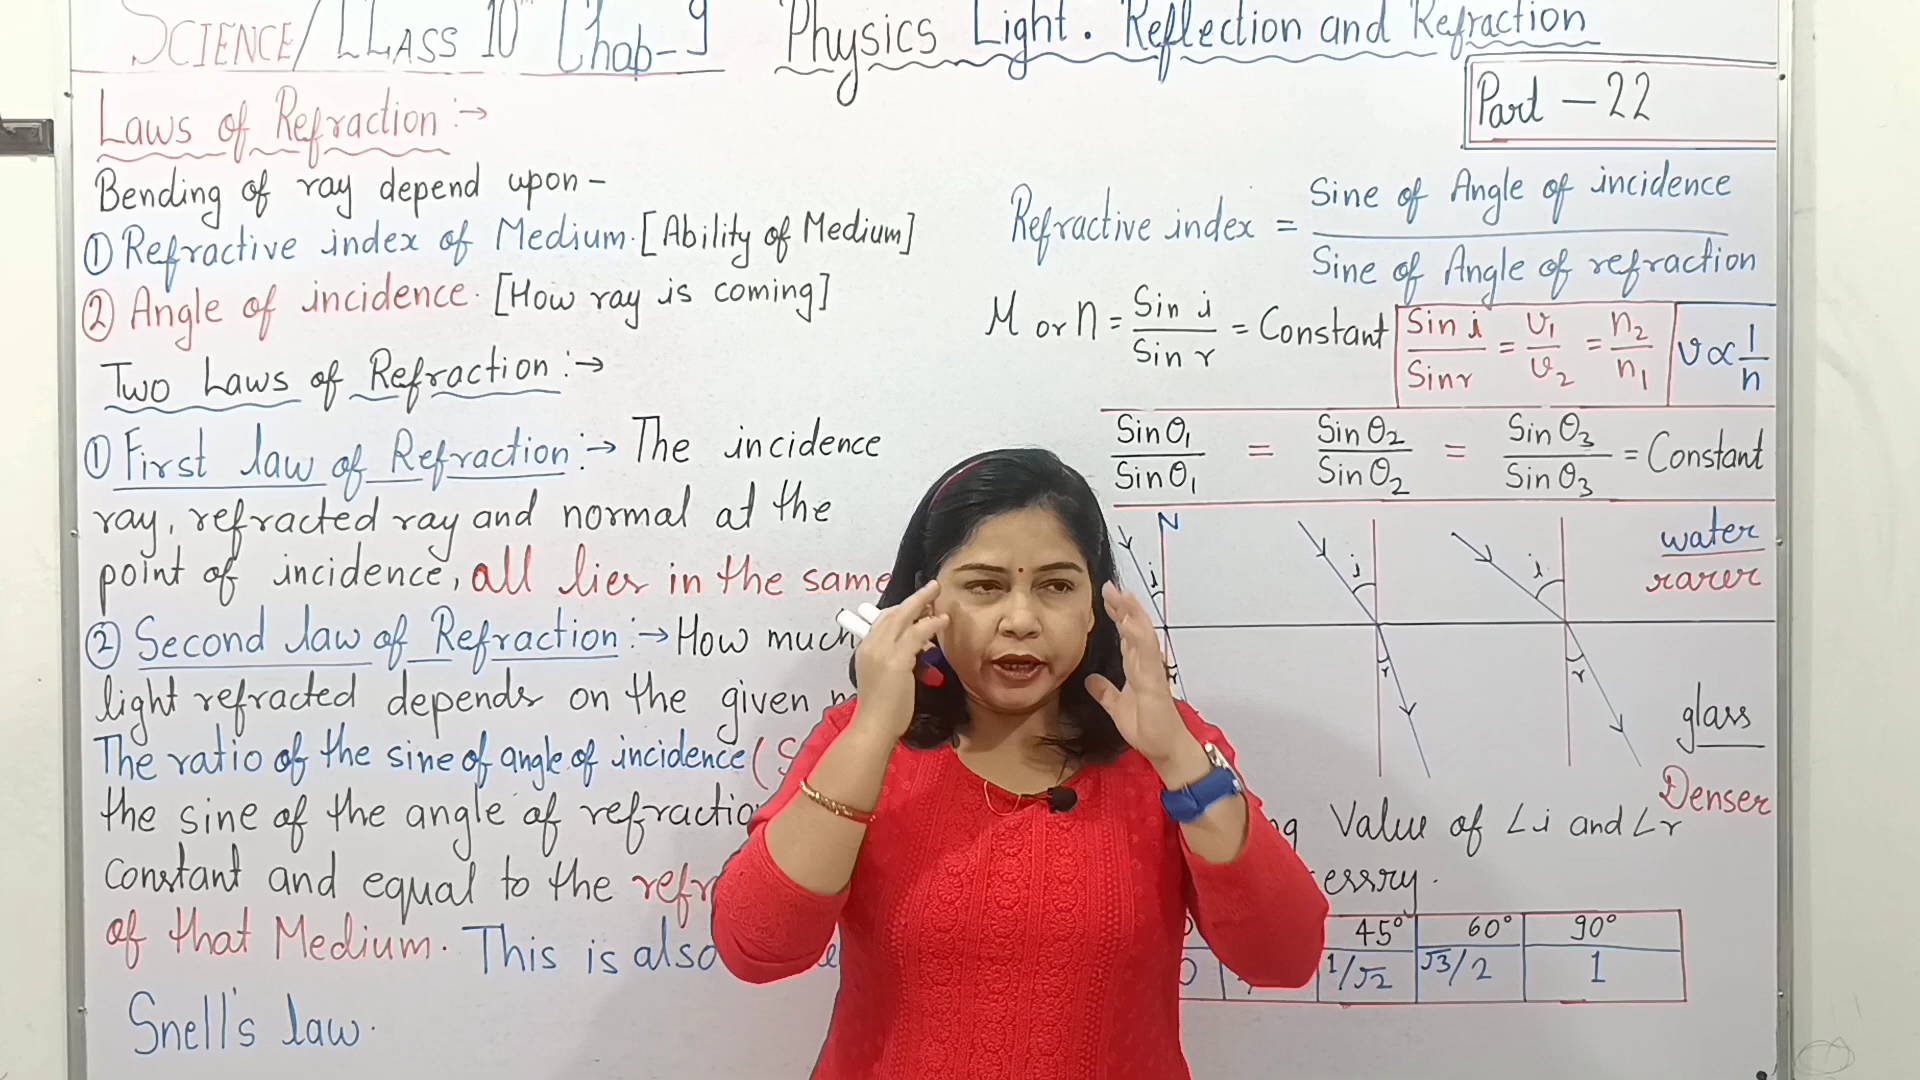 SCIENCE/ CLASS 10th Chap-9 Physics Light. Reflection and Refraction
Part - 22
Laws of Refraction :→
Bending of ray depend upon -
① Refractive index of Medium. [Ability of Medium]
② Angle of incidence. [How ray is coming]
Two Laws of Refraction :→
① First law of Refraction :→ The incidence
ray, refracted ray and normal at the
point of incidence, all lies in the same
② Second law of Refraction :→ How much
light refracted depends on the given
The ratio of the sine of angle of incidence (
the sine of the angle of
constant and equal to the
of that Medium. This is also
Snell's law.
Refractive index = Sine of Angle of incidence / Sine of Angle of refraction
M or n = Sin i / Sin r = Constant
Sin i / Sin r = v1 / v2 = n2 / n1
v ∝ 1/n
Sin θ1 / Sin θ1 = Sin θ2 / Sin θ2 = Sin θ3 / Sin θ3 = Constant
N
i i i
water
rarer
r r r
glass
Denser
Value of ∠i and ∠r
45° 60° 90°
1/√2 √3/2 1